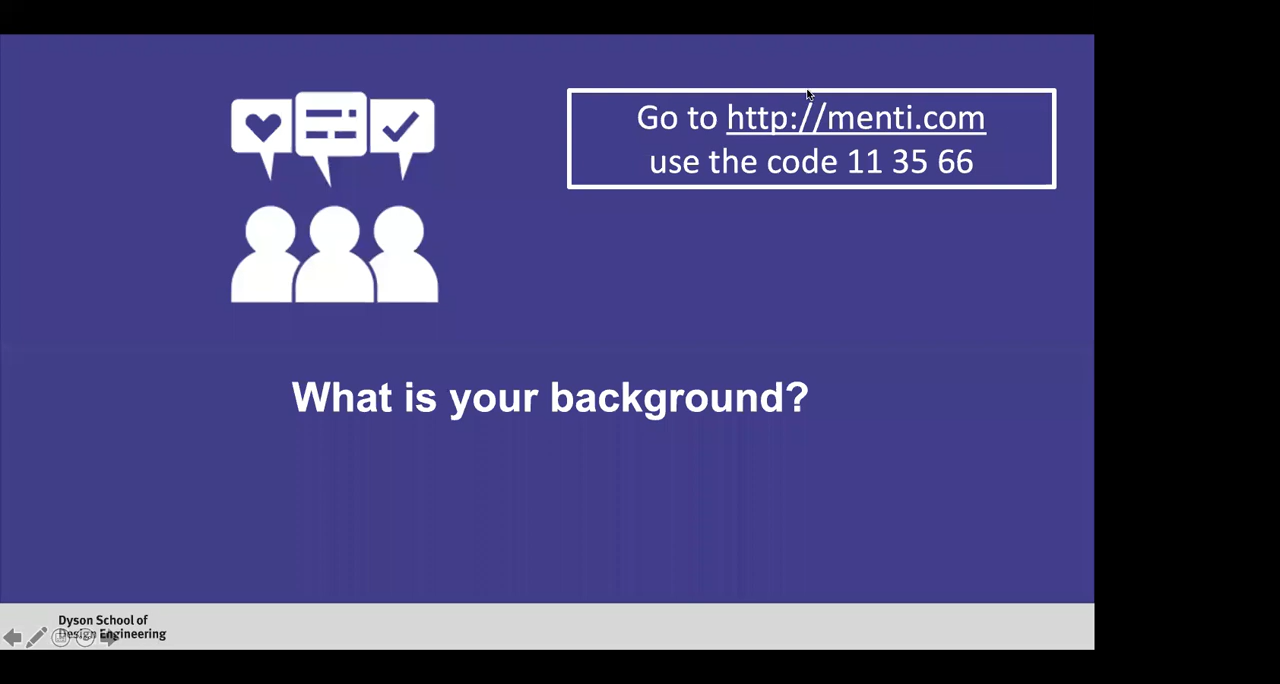 Go to http://menti.com
use the code 11 35 66
What is your background?
Dyson School of
Design Engineering